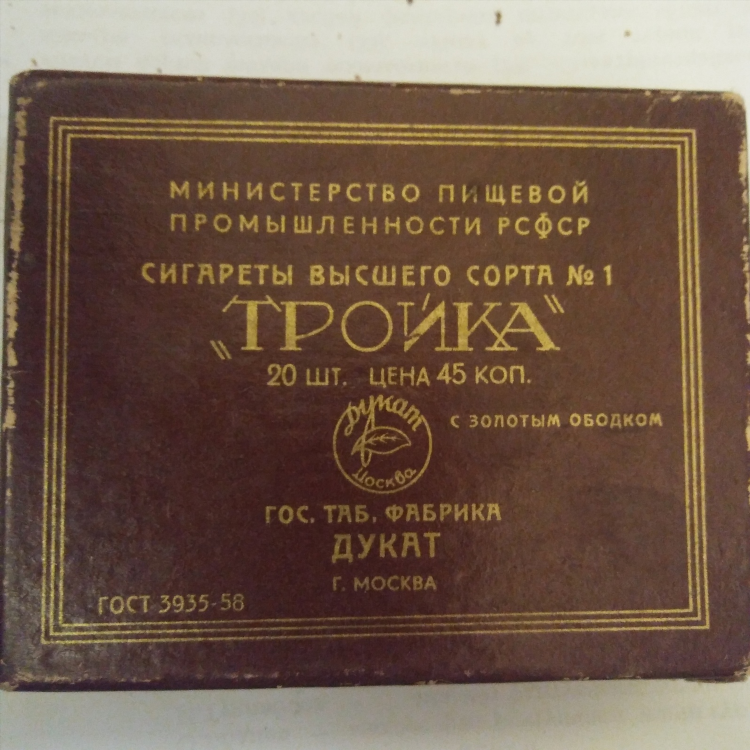 МИНИСТЕРСТВО ПИЩЕВОЙ
ПРОМЫШЛЕННОСТИ РСФСР
СИГАРЕТЫ ВЫСШЕГО СОРТА № 1
„ТРОЙКА"
20 ШТ. ЦЕНА 45 КОП.
Дукат
Москва
С ЗОЛОТЫМ ОБОДКОМ
ГОС. ТАБ. ФАБРИКА
ДУКАТ
Г. МОСКВА
ГОСТ 3935-58